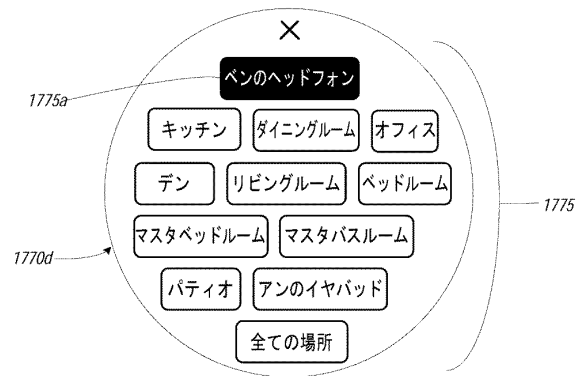 ×
ベンのヘッドフォン
1775a
キッチン ダイニングルーム オフィス
デン リビングルーム ベッドルーム
1775
マスタベッドルーム マスタバスルーム
1770d
パティオ アンのイヤバッド
全ての場所